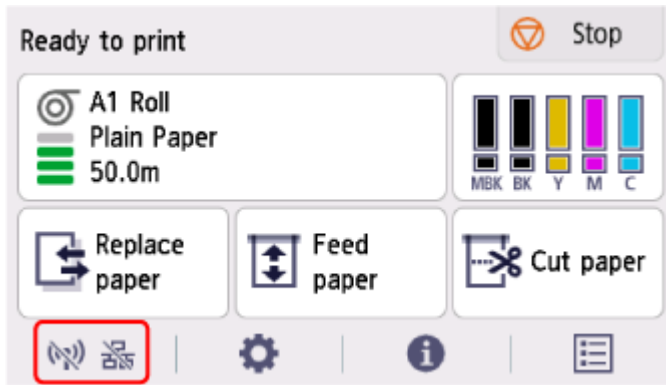 Ready to print
Stop
A1 Roll
Plain Paper
50.0m
MBK BK Y M C
Replace
paper
Feed
paper
Cut paper